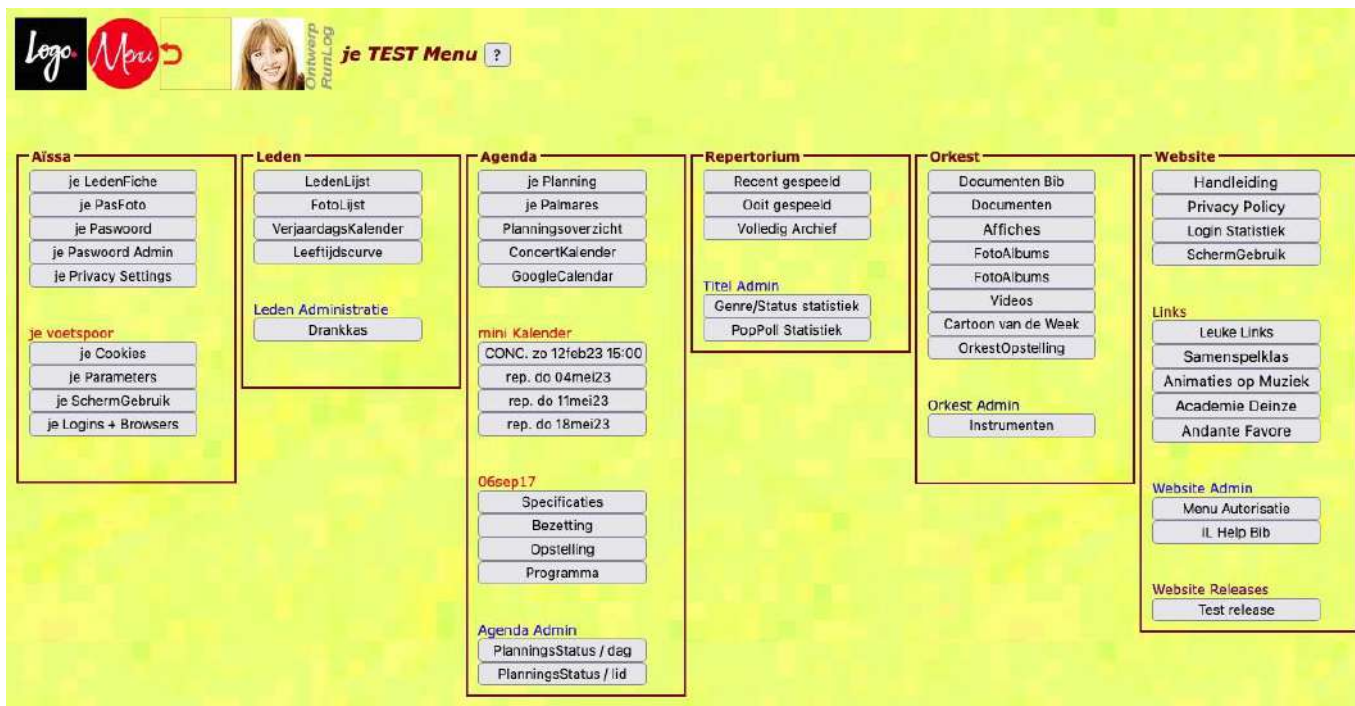 Logo.
Menu
Ontwerp
RunLog
je TEST Menu ?
Aïssa
je LedenFiche
je PasFoto
je Paswoord
je Paswoord Admin
je Privacy Settings
je voetspoor
je Cookies
je Parameters
je SchermGebruik
je Logins + Browsers
Leden
LedenLijst
FotoLijst
VerjaardagsKalender
Leeftijdscurve
Leden Administratie
Drankkas
Agenda
je Planning
je Palmares
Planningsoverzicht
ConcertKalender
GoogleCalendar
mini Kalender
CONC. zo 12feb23 15:00
rep. do 04mei23
rep. do 11mei23
rep. do 18mei23
06sep17
Specificaties
Bezetting
Opstelling
Programma
Agenda Admin
PlanningsStatus / dag
PlanningsStatus / lid
Repertorium
Recent gespeeld
Ooit gespeeld
Volledig Archief
Titel Admin
Genre/Status statistiek
PopPoll Statistiek
Orkest
Documenten Bib
Documenten
Affiches
FotoAlbums
FotoAlbums
Videos
Cartoon van de Week
OrkestOpstelling
Orkest Admin
Instrumenten
Website
Handleiding
Privacy Policy
Login Statistiek
SchermGebruik
Links
Leuke Links
Samenspelklas
Animaties op Muziek
Academie Deinze
Andante Favore
Website Admin
Menu Autorisatie
iL Help Bib
Website Releases
Test release